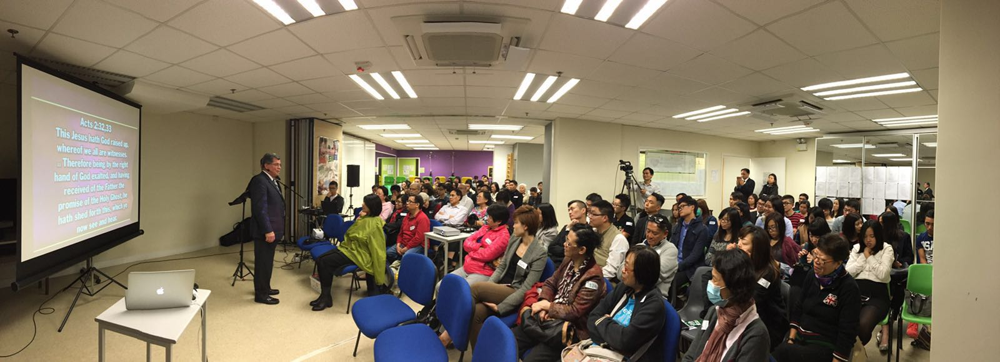 Acts 2:32,33
This Jesus hath God raised up,
whereof we all are witnesses.
33 Therefore being by the right
hand of God exalted, and having
received of the Father the
promise of the Holy Ghost, he
hath shed forth this, which ye
now see and hear.